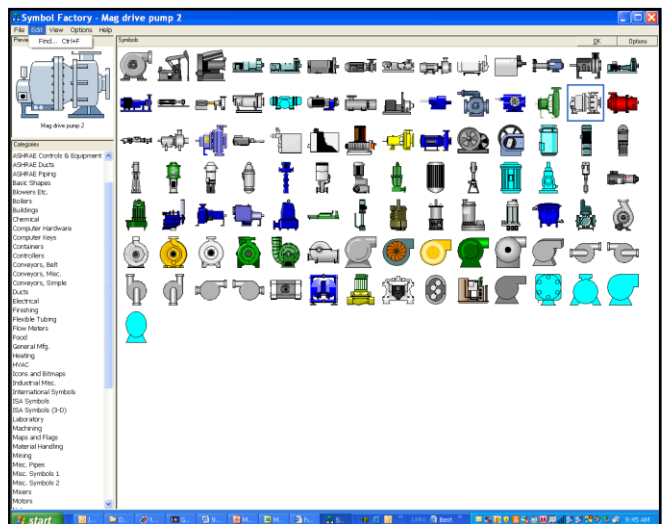 Symbol Factory - Mag drive pump 2
File Edit View Options Help
Find... Ctrl+F
Symbols
OK
Options
Mag drive pump 2
Categories
ASHRAE Controls & Equipment
ASHRAE Ducts
ASHRAE Piping
Basic Shapes
Blowers Etc.
Boilers
Buildings
Chemical
Computer Hardware
Computer Keys
Containers
Controllers
Conveyors, Belt
Conveyors, Misc.
Conveyors, Simple
Ducts
Electrical
Finishing
Flexible Tubing
Flow Meters
Food
General Mfg.
Heating
HVAC
Icons and Bitmaps
Industrial Misc.
International Symbols
ISA Symbols
ISA Symbols (3-D)
Laboratory
Machining
Maps and Flags
Material Handling
Mining
Misc. Pipes
Misc. Symbols 1
Misc. Symbols 2
Mixers
Motors
start
Links
Best
9:45 AM